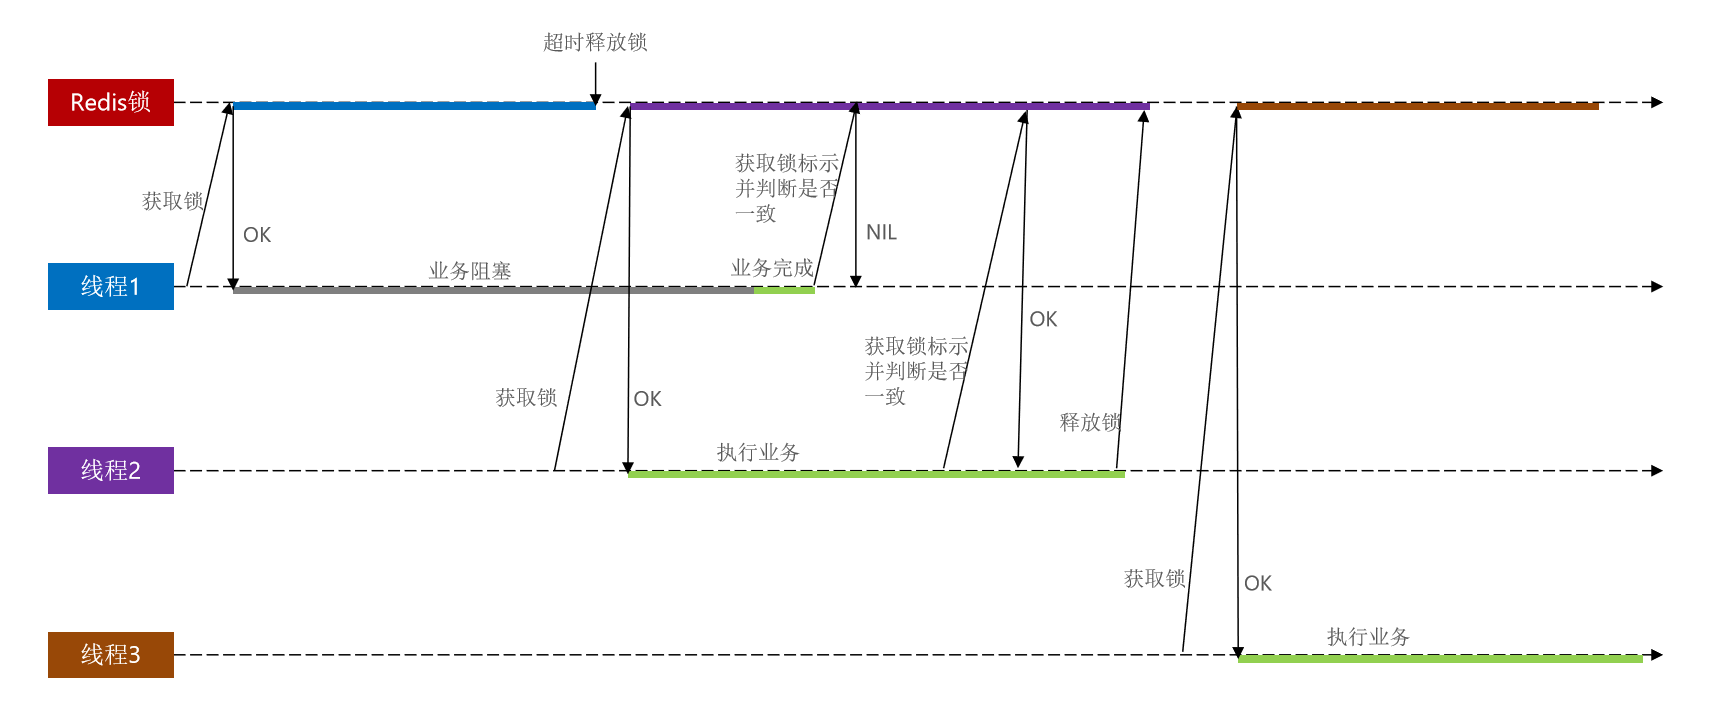 超时释放锁
Redis锁
获取锁标示
并判断是否
一致
获取锁
OK
NIL
业务阻塞
业务完成
线程1
OK
获取锁标示
并判断是否
一致
获取锁
OK
释放锁
执行业务
线程2
获取锁
OK
执行业务
线程3